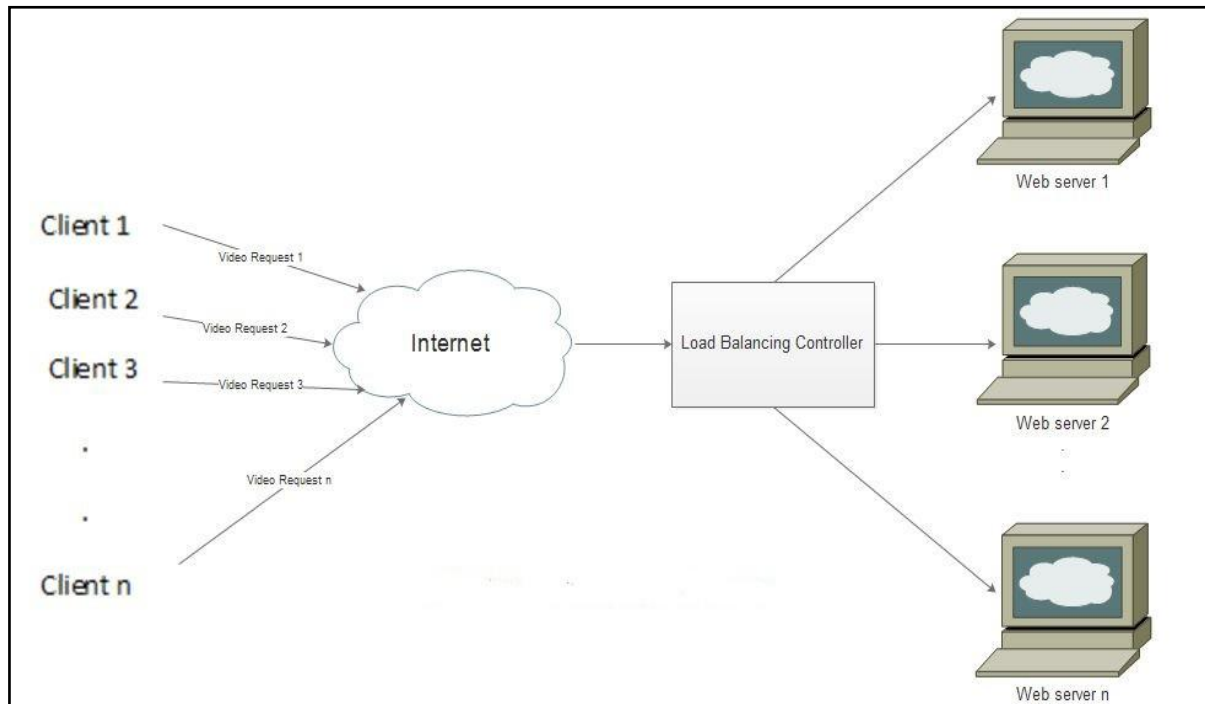 Web server 1
Client 1
Video Request 1
Client 2
Video Request 2
Internet
Load Balancing Controller
Client 3
Video Request 3
Web server 2
.
.
.
.
Video Request n
Client n
Web server n